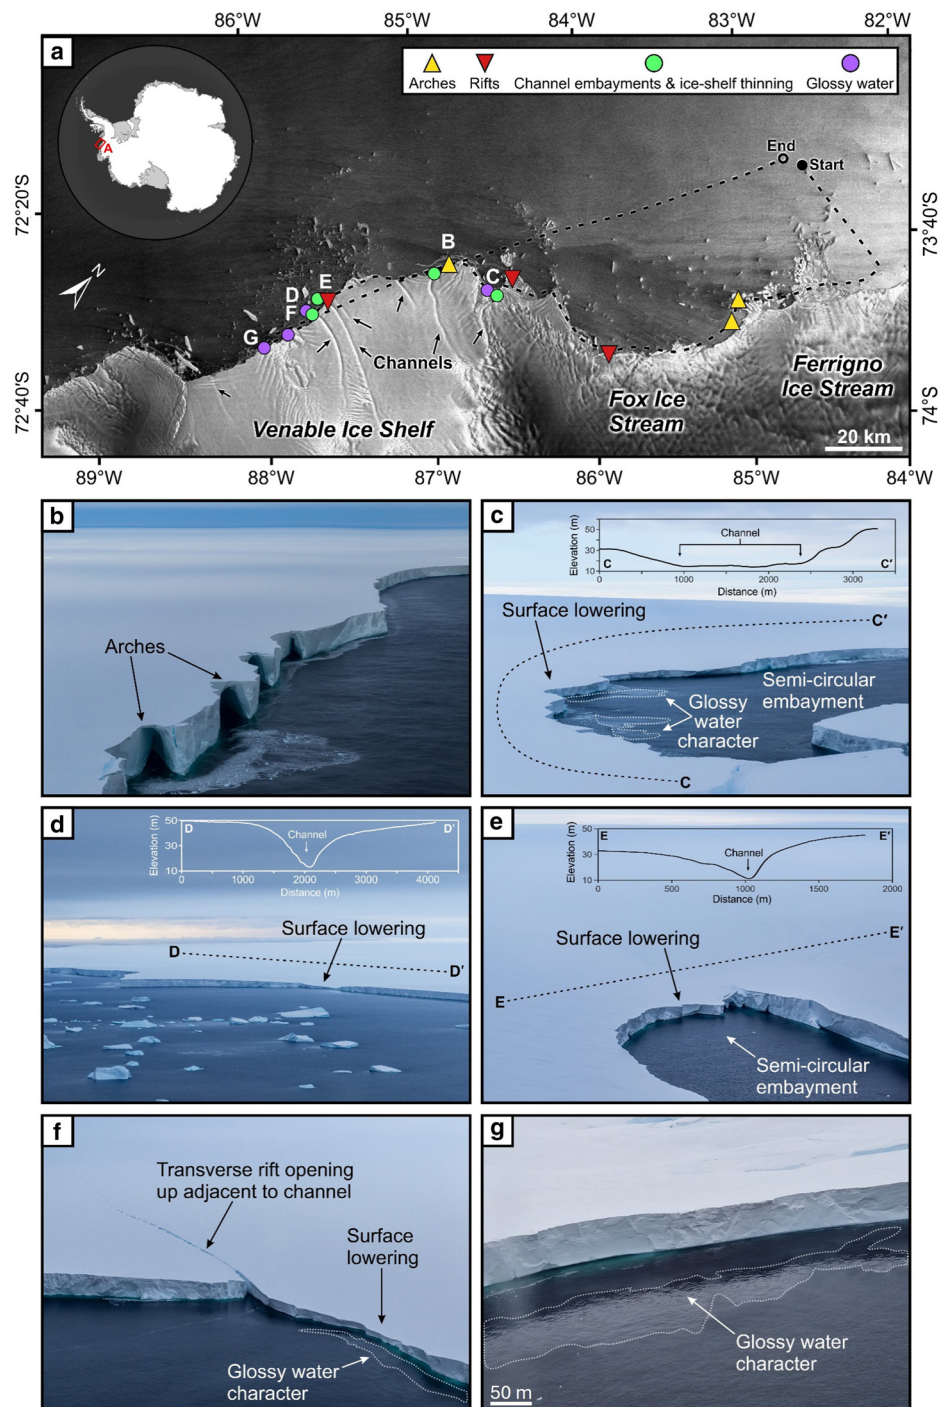 86°W 85°W 84°W 83°W 82°W
a
Arches Rifts Channel embayments & ice-shelf thinning Glossy water
A
End
Start
72°20'S
73°40'S
B
C
E
D
F
G
N
Channels
Ferrigno
Ice Stream
Fox Ice
Stream
Venable Ice Shelf
72°40'S
74°S
20 km
89°W 88°W 87°W 86°W 85°W 84°W
b
Arches
c
Elevation (m)
50
30
10
Channel
C C′
0 1000 2000 3000
Distance (m)
Surface lowering
C′
Semi-circular
embayment
Glossy
water
character
C
d
Elevation (m)
50
30
10
D D′
Channel
0 1000 2000 3000 4000
Distance (m)
Surface lowering
D
D′
e
Elevation (m)
50
30
10
E E′
Channel
0 500 1000 1500 2000
Distance (m)
Surface lowering
E′
E
Semi-circular
embayment
f
Transverse rift opening
up adjacent to channel
Surface
lowering
Glossy water
character
g
Glossy water
character
50 m